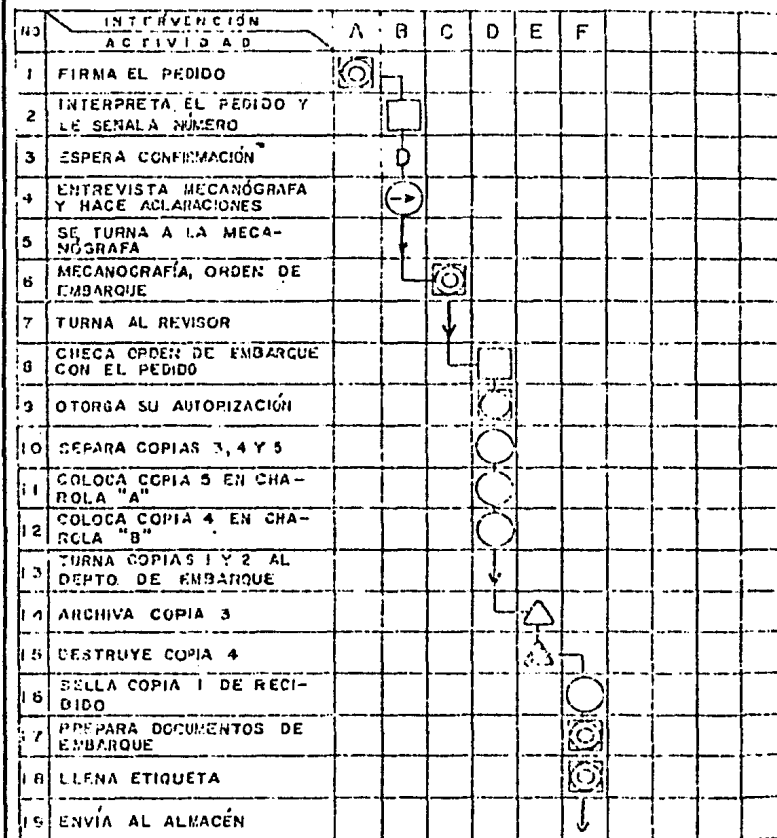 NO INTERVENCIÓN
ACTIVIDAD
A B C D E F
1 FIRMA EL PEDIDO
2 INTERPRETA EL PEDIDO Y
LE SEÑALA NÚMERO
3 ESPERA CONFIRMACIÓN
D
4 ENTREVISTA MECANÓGRAFA
Y HACE ACLARACIONES
5 SE TURNA A LA MECA-
NÓGRAFA
6 MECANOGRAFÍA, ORDEN DE
EMBARQUE
7 TURNA AL REVISOR
8 CHECA ORDEN DE EMBARQUE
CON EL PEDIDO
9 OTORGA SU AUTORIZACIÓN
10 SEPARA COPIAS 3, 4 Y 5
11 COLOCA COPIA 5 EN CHA-
ROLA "A"
12 COLOCA COPIA 4 EN CHA-
ROLA "B"
13 TURNA COPIAS 1 Y 2 AL
DEPTO. DE EMBARQUE
14 ARCHIVA COPIA 3
15 DESTRUYE COPIA 4
16 SELLA COPIA 1 DE RECI-
BIDO
17 PREPARA DOCUMENTOS DE
EMBARQUE
18 LLENA ETIQUETA
19 ENVÍA AL ALMACÉN